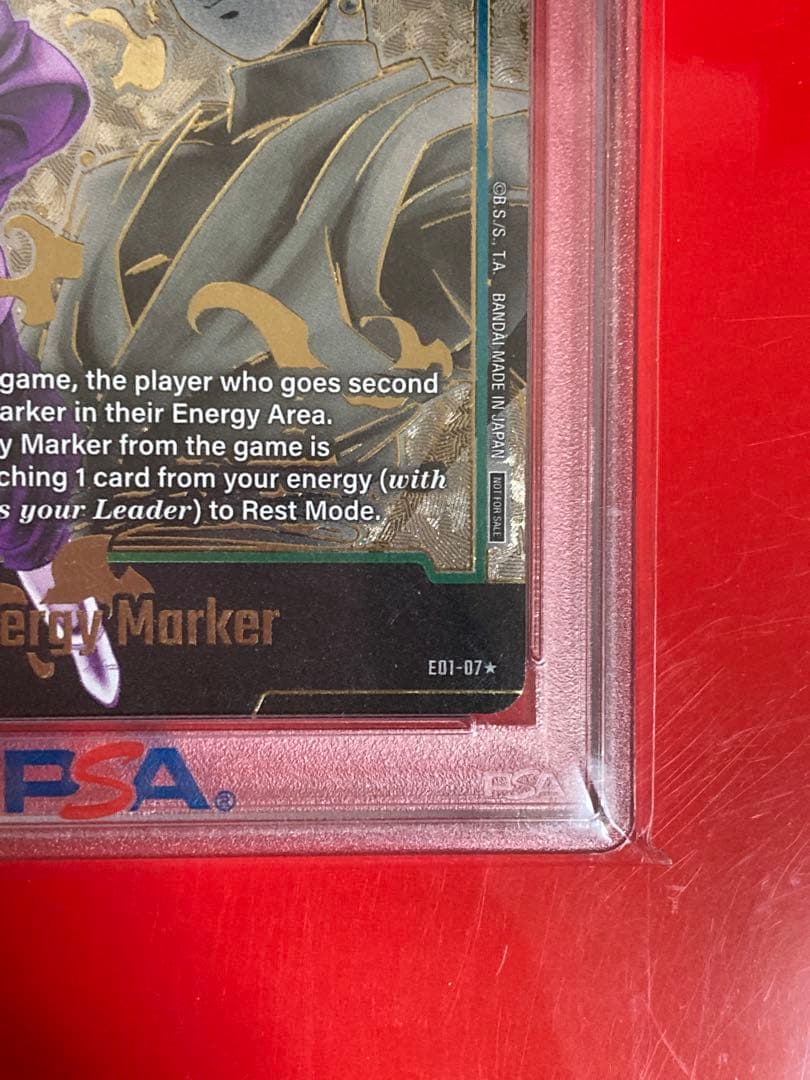 game, the player who goes second
arker in their Energy Area.
y Marker from the game is
ching 1 card from your energy (with
s your Leader) to Rest Mode.
©B.S./S., T.A. BANDAI MADE IN JAPAN
NOT FOR SALE
ergy Marker
E01-07★
PSA®
PSA